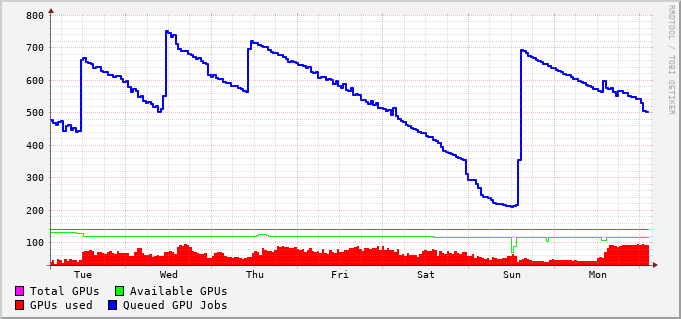 800
700
600
500
400
300
200
100
Tue Wed Thu Fri Sat Sun Mon
Total GPUs Available GPUs
GPUs used Queued GPU Jobs
RRDTOOL / TOBI OETIKER